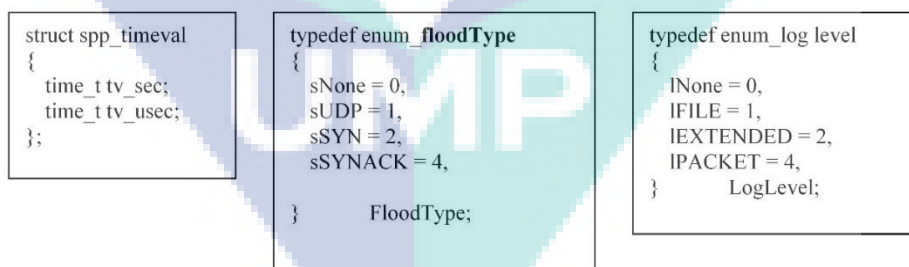 struct spp_timeval
{
time_t tv_sec;
time_t tv_usec;
};
typedef enum_floodType
{
sNone = 0,
sUDP = 1,
sSYN = 2,
sSYNACK = 4,
} FloodType;
typedef enum_log level
{
lNone = 0,
lFILE = 1,
lEXTENDED = 2,
lPACKET = 4,
} LogLevel;
UMP